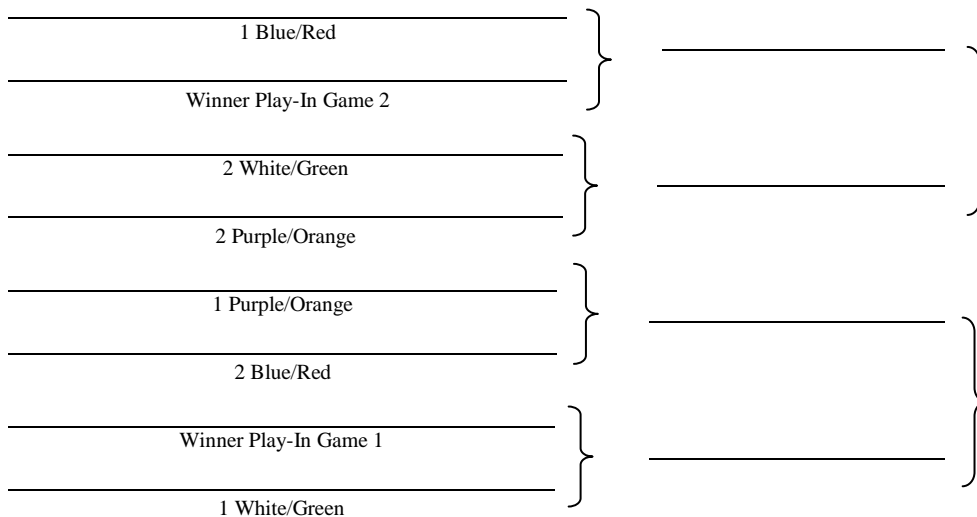 1 Blue/Red
Winner Play-In Game 2
2 White/Green
2 Purple/Orange
1 Purple/Orange
2 Blue/Red
Winner Play-In Game 1
1 White/Green